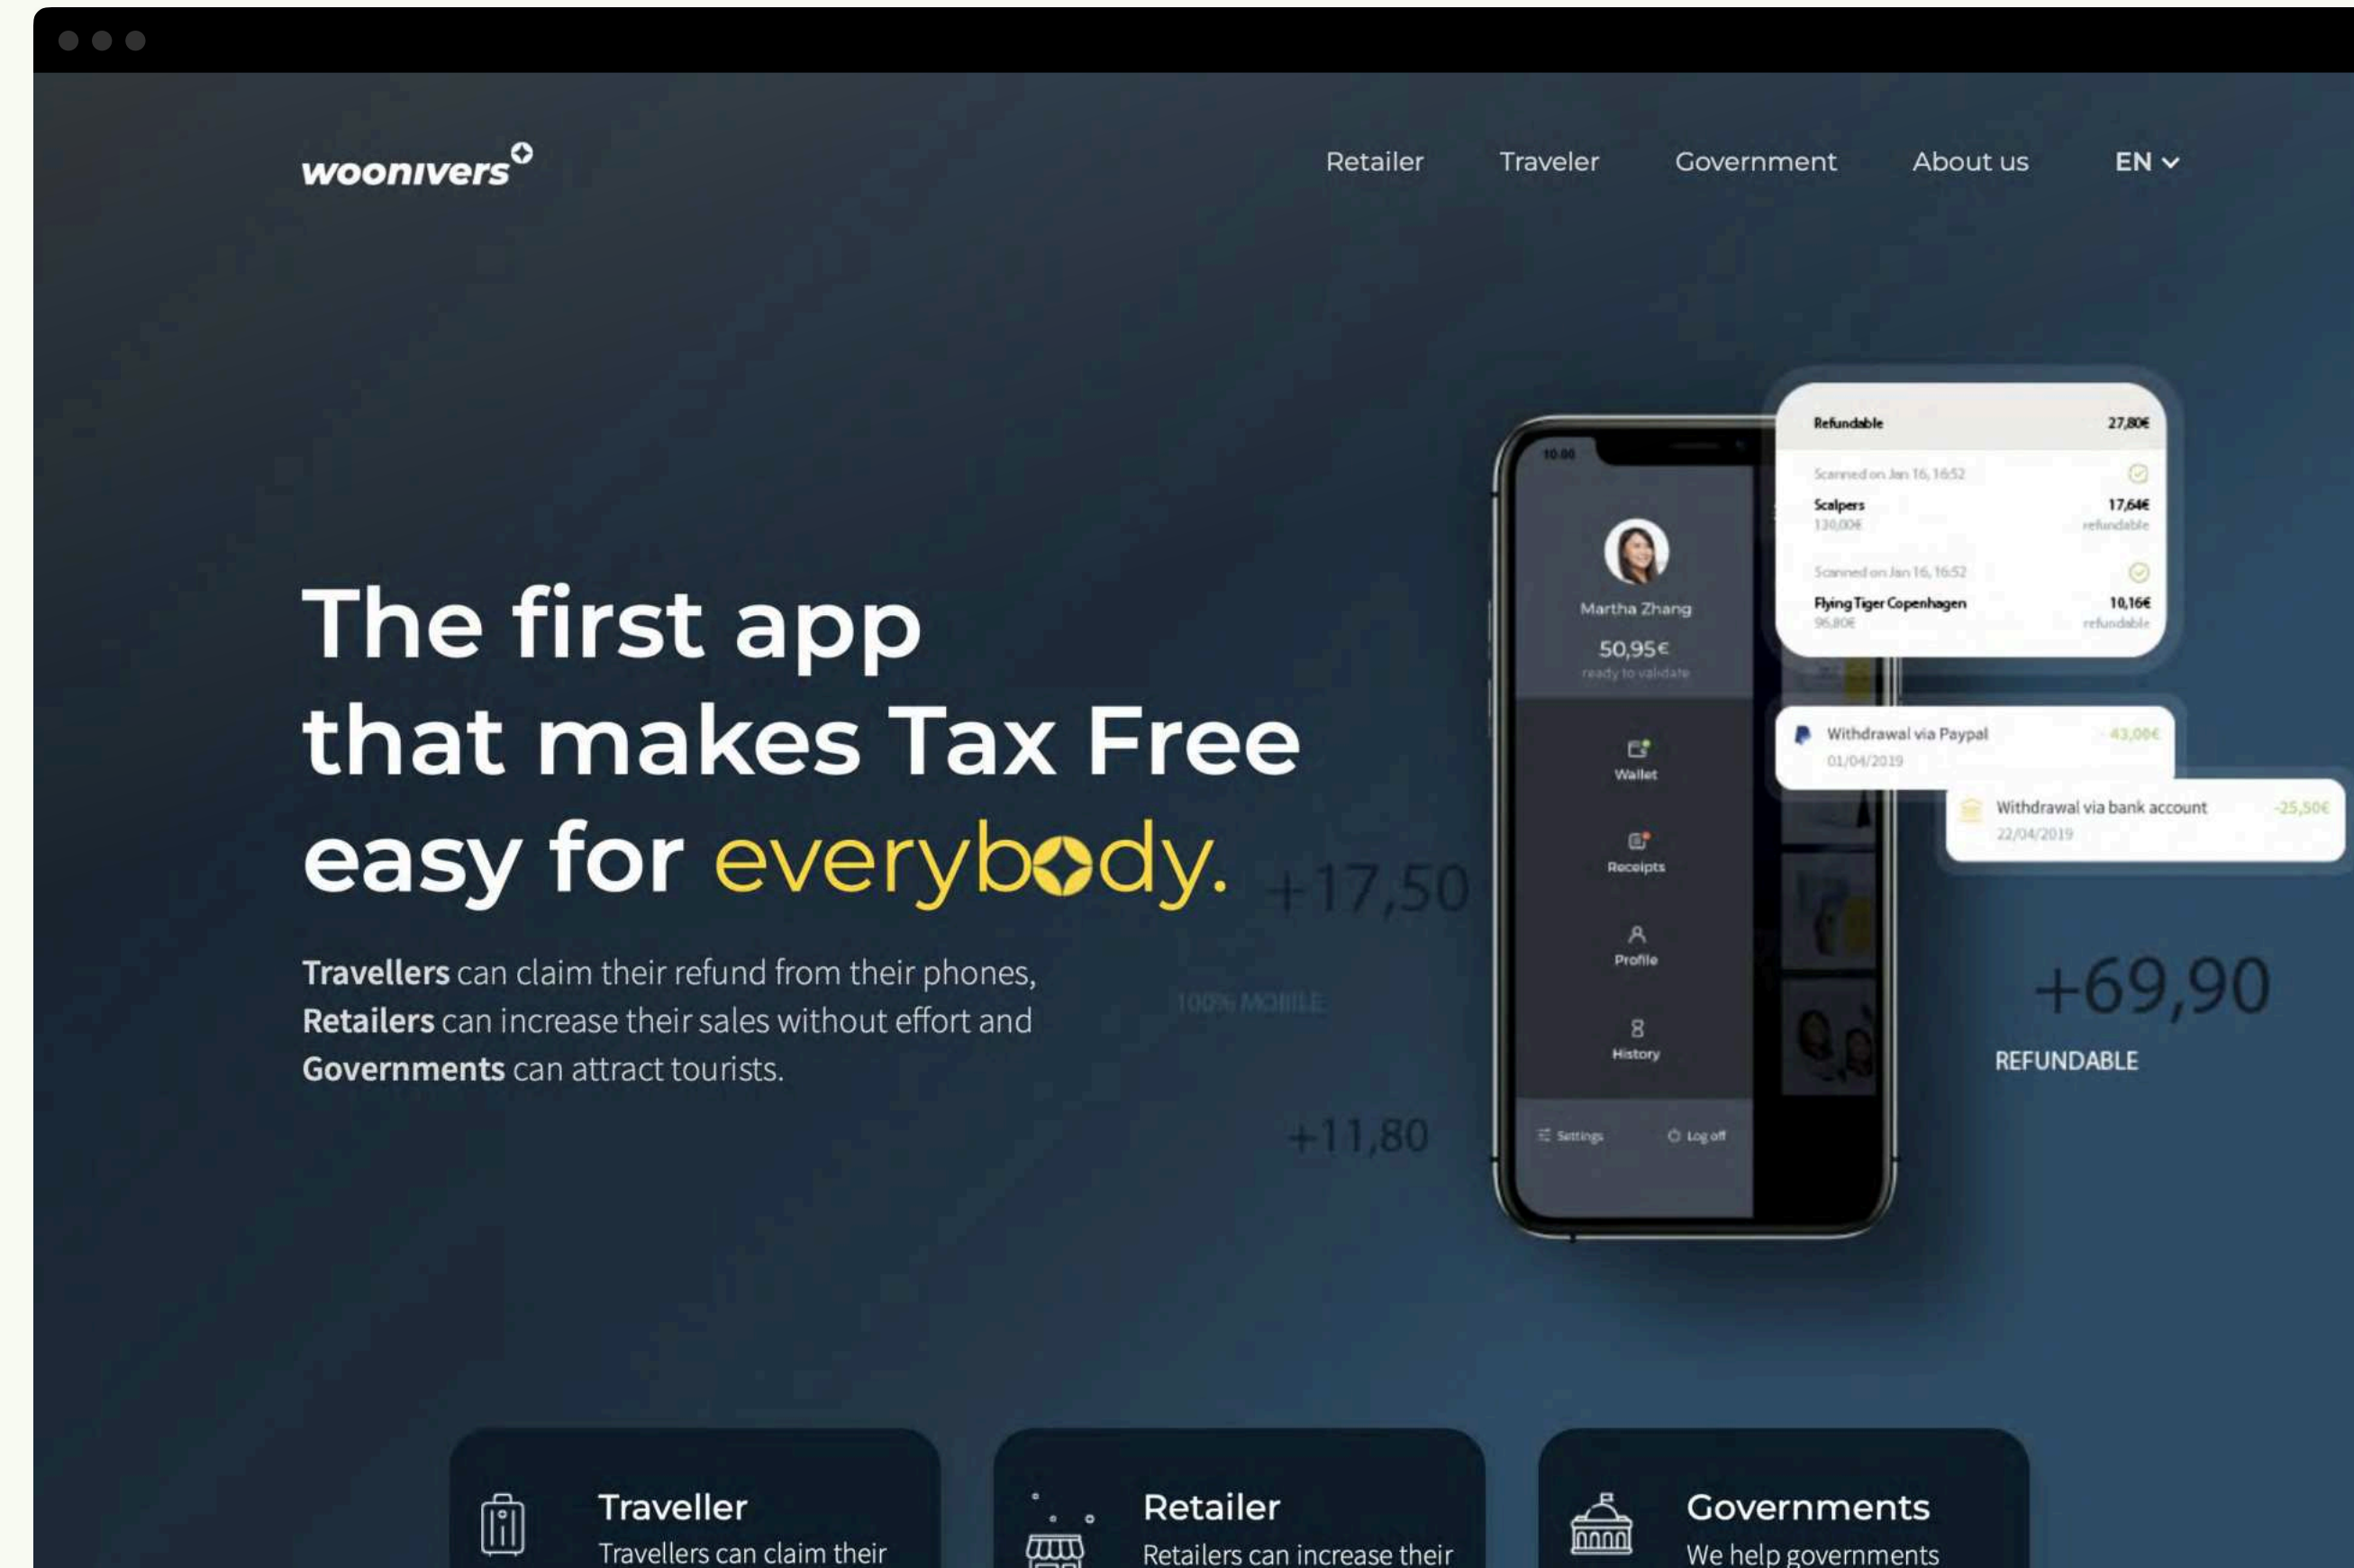 woonivers
Retailer Traveler Government About us EN
The first app
that makes Tax Free
easy for everybody.
Travellers can claim their refund from their phones,
Retailers can increase their sales without effort and
Governments can attract tourists.
+17,50
100% MOBILE
+11,80
10:00
Martha Zhang
50,95€
ready to validate
Wallet
Receipts
Profile
History
Settings Log off
Refundable 27,80€
Scanned on Jan 16, 16:52
Scalpers 17,64€
130,00€ refundable
Scanned on Jan 16, 16:52
Flying Tiger Copenhagen 10,16€
96,80€ refundable
Withdrawal via Paypal - 43,00€
01/04/2019
Withdrawal via bank account -25,50€
22/04/2019
+69,90
REFUNDABLE
Traveller
Travellers can claim their
Retailer
Retailers can increase their
Governments
We help governments